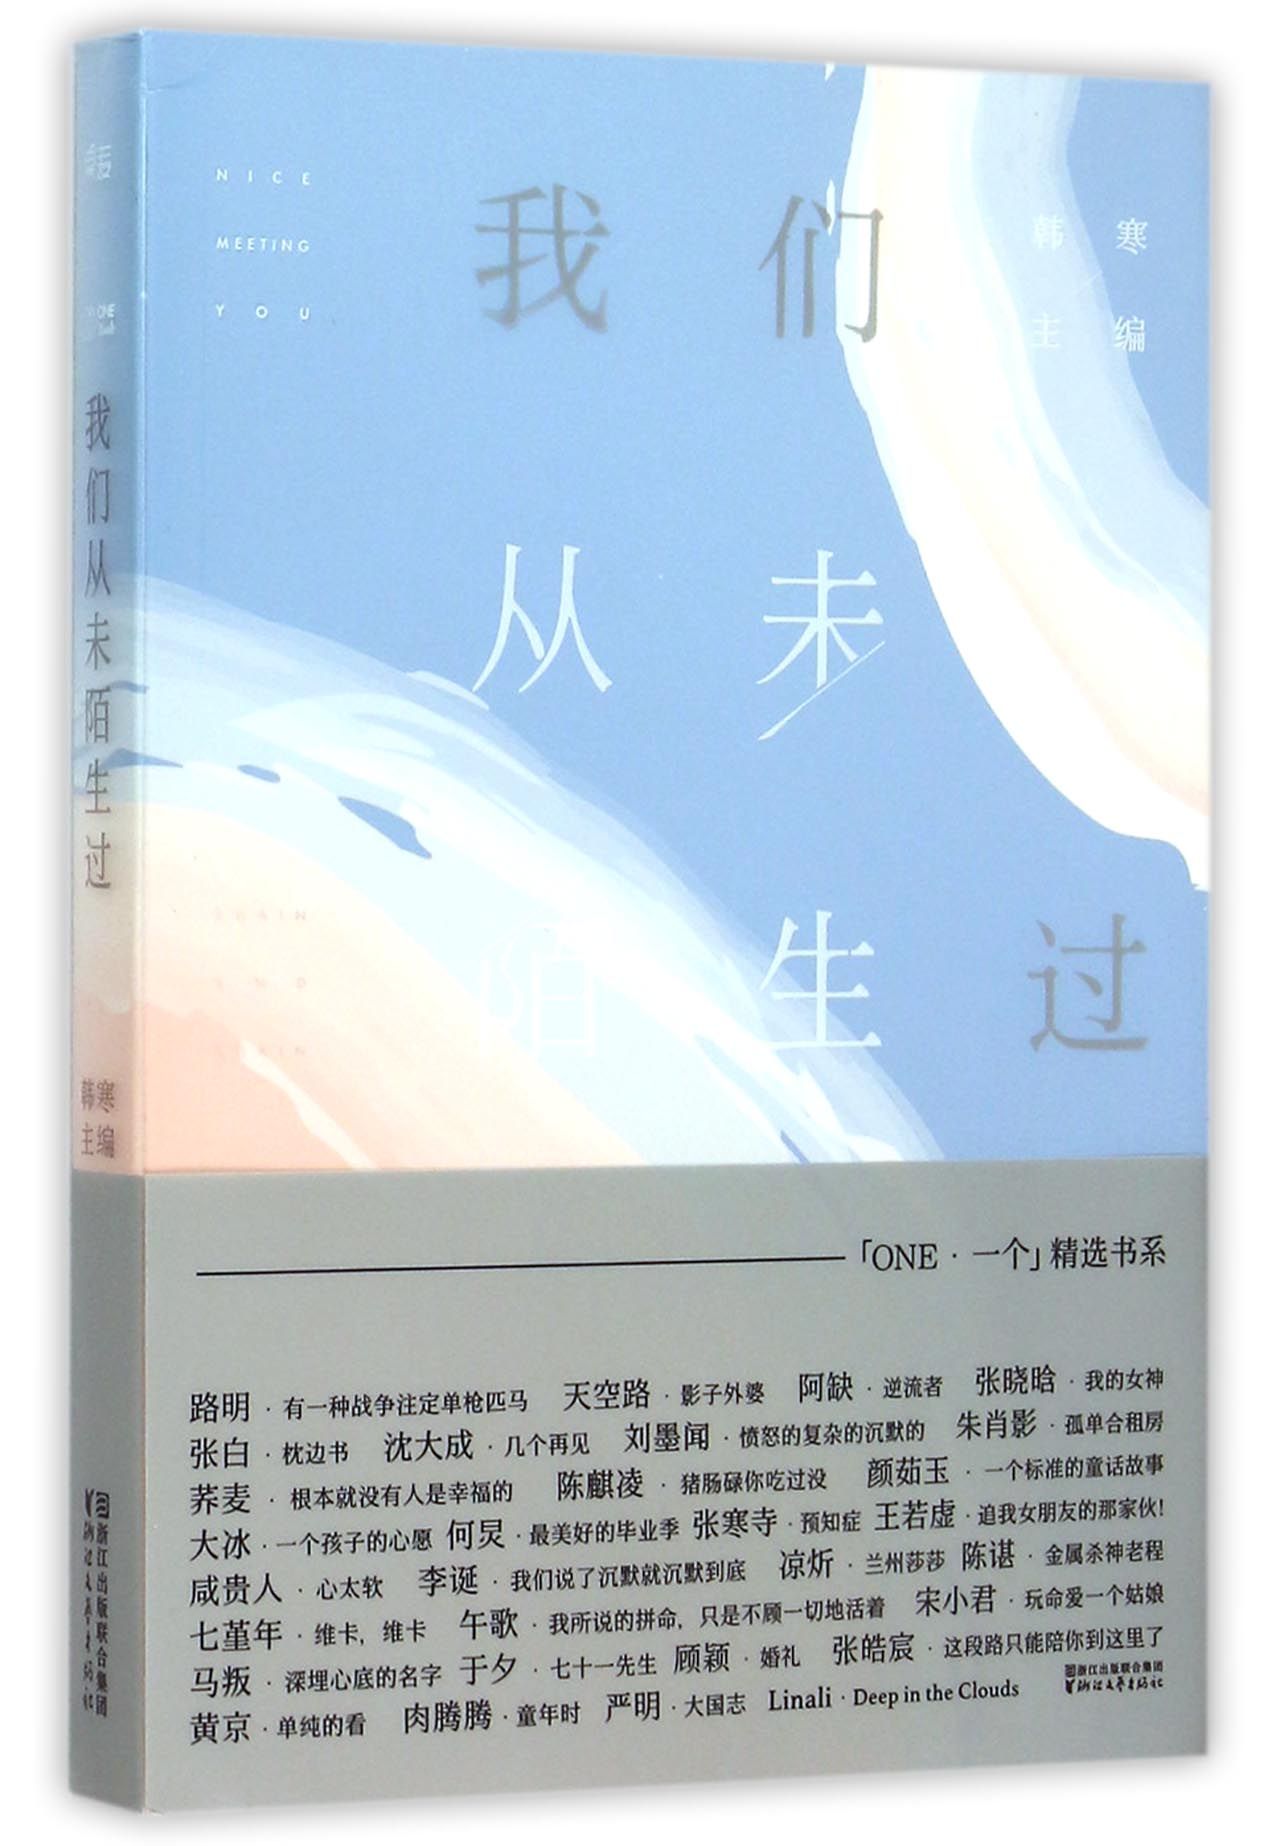 NICE
MEETING
YOU
我们
从未
陌生过
韩寒
主编
我们从未陌生过
韩寒
主编
浙江出版联合集团
浙江文艺出版社
「ONE · 一个」精选书系
路明 · 有一种战争注定单枪匹马 天空路 · 影子外婆 阿缺 · 逆流者 张晓晗 · 我的女神
张白 · 枕边书 沈大成 · 几个再见 刘墨闻 · 愤怒的复杂的沉默的 朱肖影 · 孤单合租房
荞麦 · 根本就没有人是幸福的 陈麒凌 · 猪肠碌你吃过没 颜茹玉 · 一个标准的童话故事
大冰 · 一个孩子的心愿 何炅 · 最美好的毕业季 张寒寺 · 预知症 王若虚 · 追我女朋友的那家伙!
咸贵人 · 心太软 李诞 · 我们说了沉默就沉默到底 凉炘 · 兰州莎莎 陈谌 · 金属杀神老程
七堇年 · 维卡，维卡 午歌 · 我所说的拼命，只是不顾一切地活着 宋小君 · 玩命爱一个姑娘
马叛 · 深埋心底的名字 于夕 · 七十一先生 顾颖 · 婚礼 张皓宸 · 这段路只能陪你到这里了
黄京 · 单纯的看 肉腾腾 · 童年时 严明 · 大国志 Linali · Deep in the Clouds
浙江出版联合集团
浙江文艺出版社